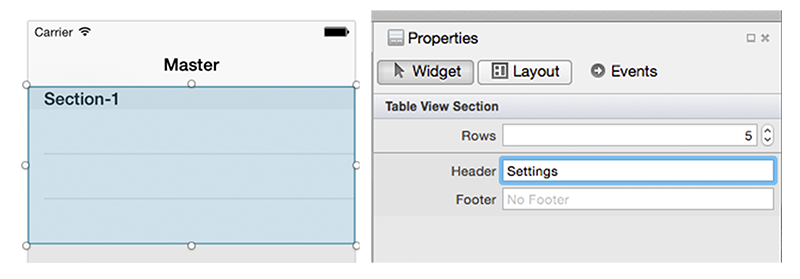 Carrier
Master
Section-1
Properties
Widget Layout Events
Table View Section
Rows 5
Header Settings
Footer No Footer